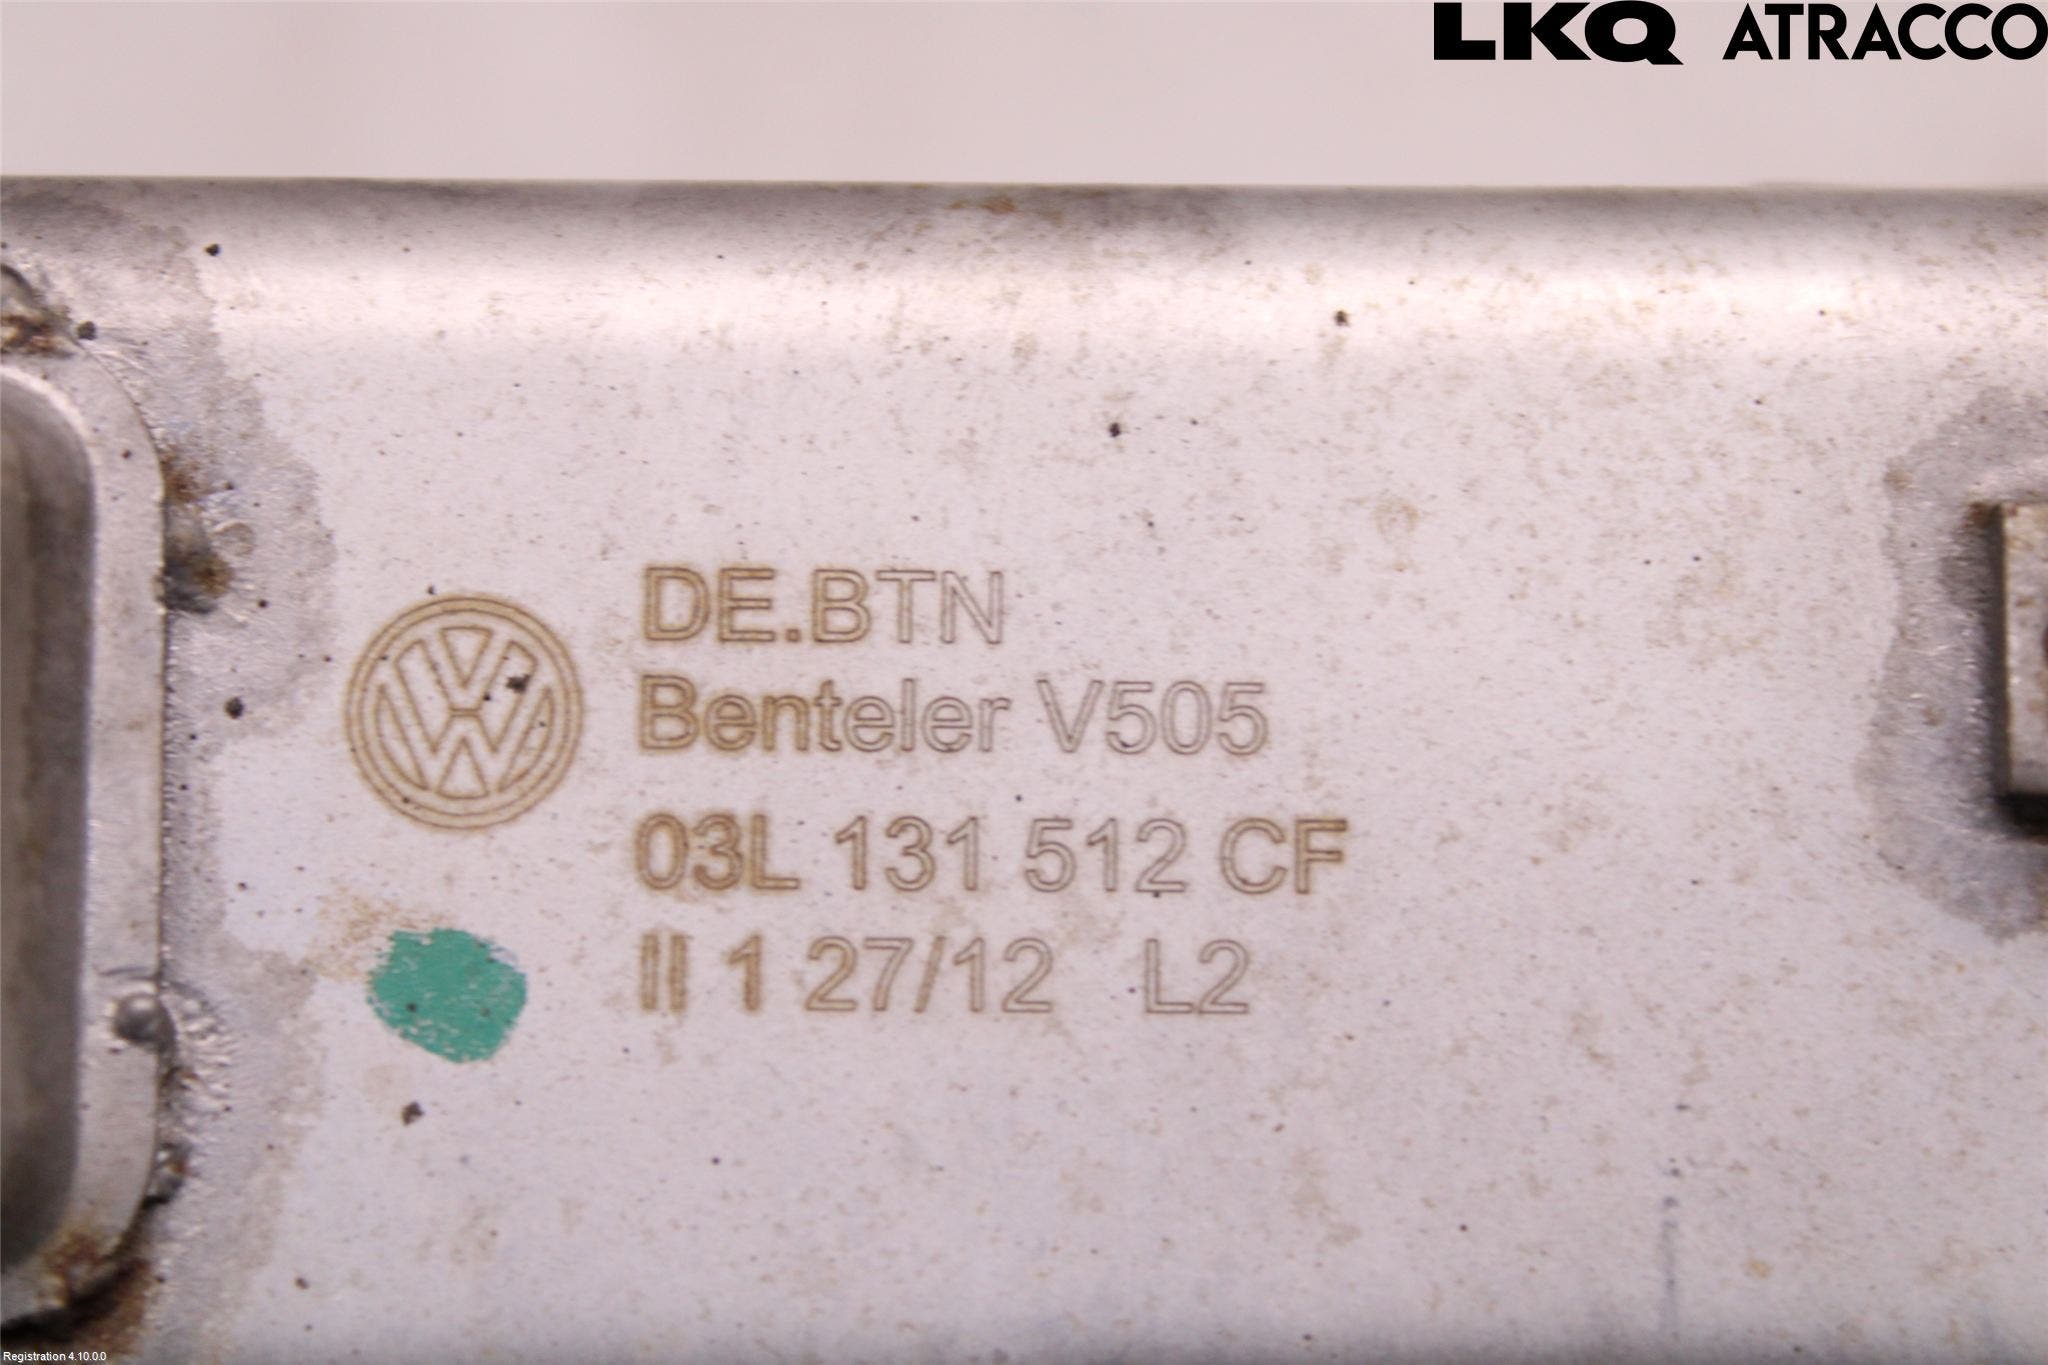 LKQ ATRACCO
DE.BTN
Benteler V505
03L 131 512 CF
II 1 27/12 L2
Registration 4.10.0.0